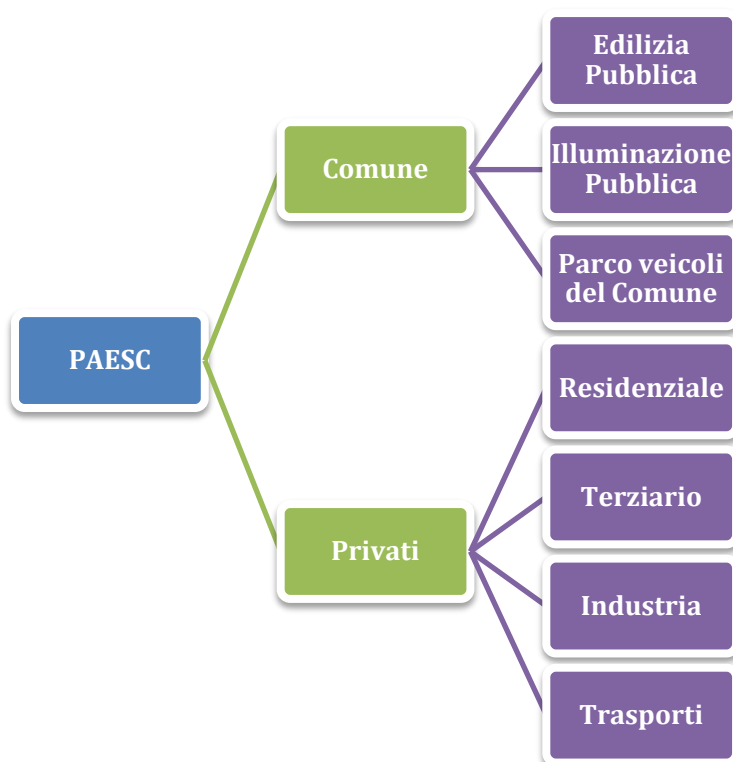 PAESC
Comune
Edilizia
Pubblica
Illuminazione
Pubblica
Parco veicoli
del Comune
Privati
Residenziale
Terziario
Industria
Trasporti